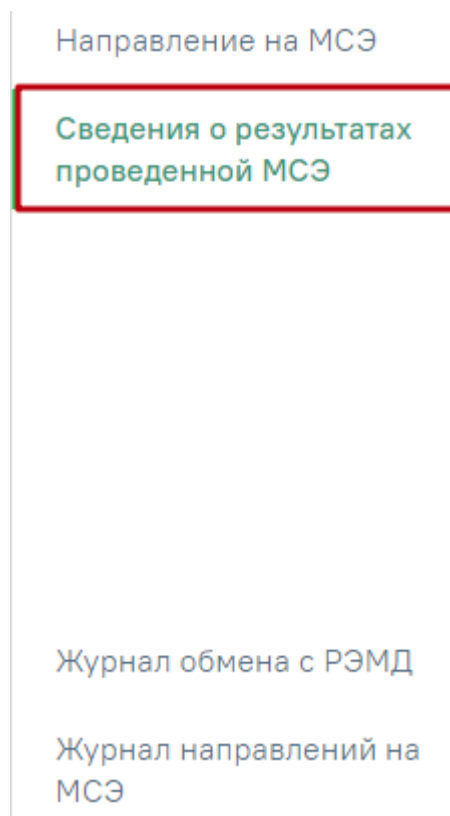 Направление на МСЭ
Сведения о результатах
проведенной МСЭ
Журнал обмена с РЭМД
Журнал направлений на
МСЭ